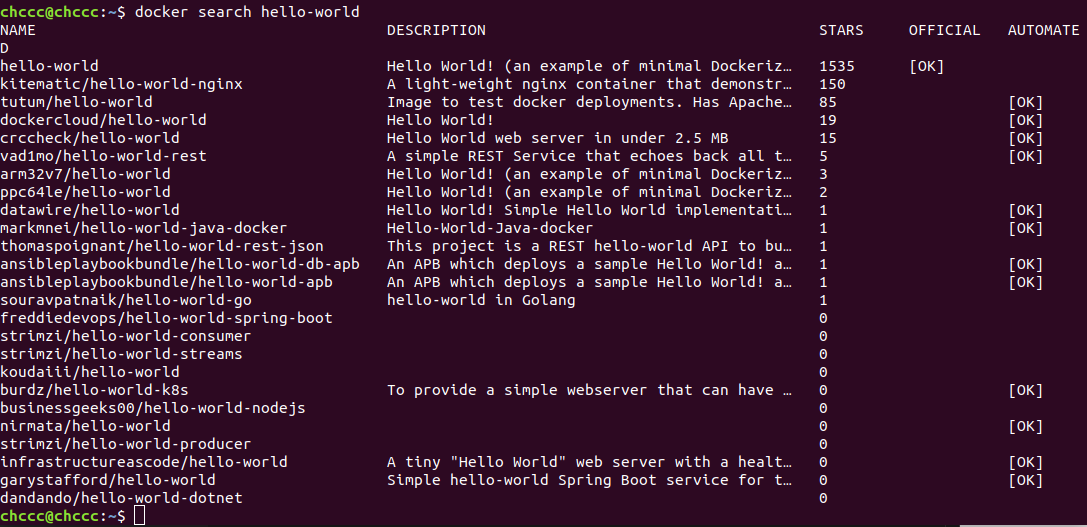 chccc@chccc:~$ docker search hello-world
NAME                                       DESCRIPTION                                     STARS     OFFICIAL   AUTOMATE
D
hello-world                                Hello World! (an example of minimal Dockeriz…   1535      [OK]
kitematic/hello-world-nginx                A light-weight nginx container that demonstr…   150
tutum/hello-world                          Image to test docker deployments. Has Apache…   85                   [OK]
dockercloud/hello-world                    Hello World!                                    19                   [OK]
crccheck/hello-world                       Hello World web server in under 2.5 MB          15                   [OK]
vad1mo/hello-world-rest                    A simple REST Service that echoes back all t…   5                    [OK]
arm32v7/hello-world                        Hello World! (an example of minimal Dockeriz…   3
ppc64le/hello-world                        Hello World! (an example of minimal Dockeriz…   2
datawire/hello-world                       Hello World! Simple Hello World implementati…   1                    [OK]
markmnei/hello-world-java-docker           Hello-World-Java-docker                         1                    [OK]
thomaspoignant/hello-world-rest-json       This project is a REST hello-world API to bu…   1
ansibleplaybookbundle/hello-world-db-apb   An APB which deploys a sample Hello World! a…   1                    [OK]
ansibleplaybookbundle/hello-world-apb      An APB which deploys a sample Hello World! a…   1                    [OK]
souravpatnaik/hello-world-go               hello-world in Golang                           1
freddiedevops/hello-world-spring-boot                                                      0
strimzi/hello-world-consumer                                                               0
strimzi/hello-world-streams                                                                0
koudaiii/hello-world                                                                       0
burdz/hello-world-k8s                      To provide a simple webserver that can have …   0                    [OK]
businessgeeks00/hello-world-nodejs                                                         0
nirmata/hello-world                                                                        0                    [OK]
strimzi/hello-world-producer                                                               0
infrastructureascode/hello-world           A tiny "Hello World" web server with a healt…   0                    [OK]
garystafford/hello-world                   Simple hello-world Spring Boot service for t…   0                    [OK]
dandando/hello-world-dotnet                                                                0
chccc@chccc:~$